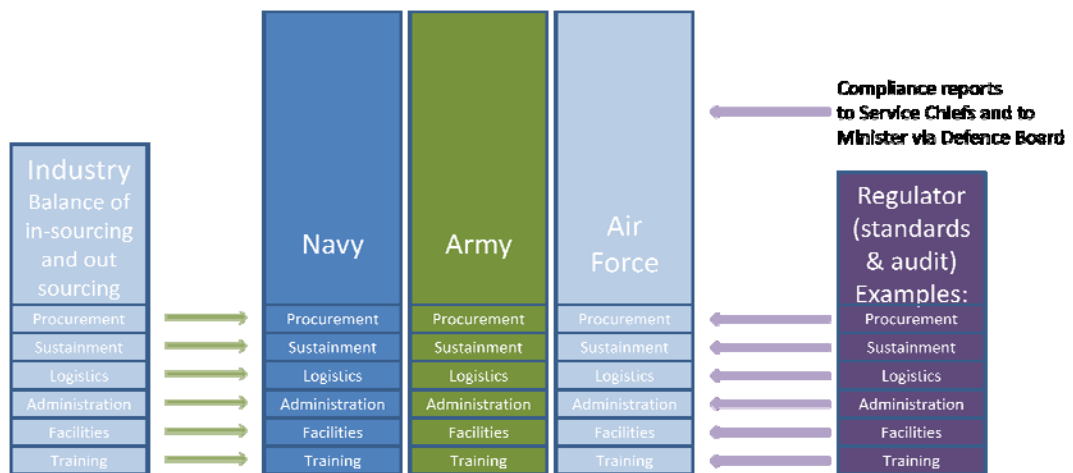 Compliance reports
to Service Chiefs and to
Minister via Defence Board
Industry
Balance of
in-sourcing
and out
sourcing
Procurement
Sustainment
Logistics
Administration
Facilities
Training
Navy
Procurement
Sustainment
Logistics
Administration
Facilities
Training
Army
Procurement
Sustainment
Logistics
Administration
Facilities
Training
Air
Force
Procurement
Sustainment
Logistics
Administration
Facilities
Training
Regulator
(standards
& audit)
Examples:
Procurement
Sustainment
Logistics
Administration
Facilities
Training